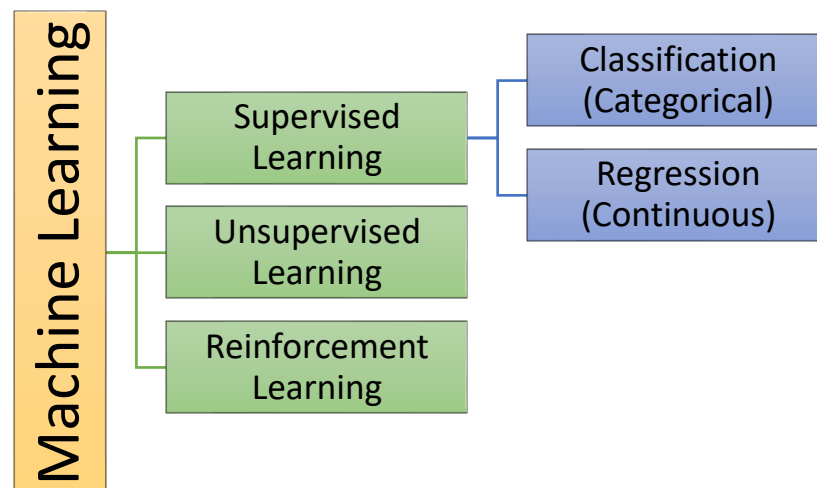 Machine Learning
Supervised
Learning
Unsupervised
Learning
Reinforcement
Learning
Classification
(Categorical)
Regression
(Continuous)